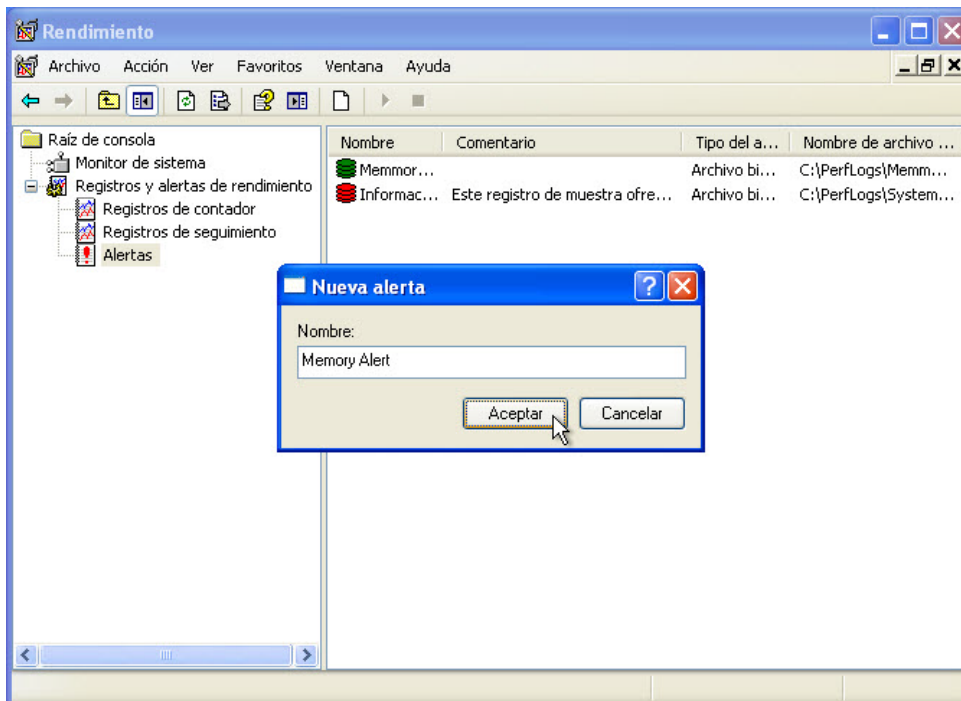 Rendimiento
Archivo Acción Ver Favoritos Ventana Ayuda
Raíz de consola
Monitor de sistema
Registros y alertas de rendimiento
Registros de contador
Registros de seguimiento
Alertas
Nombre Comentario Tipo del a... Nombre de archivo ...
Memmor... Archivo bi... C:\PerfLogs\Memm...
Informac... Este registro de muestra ofre... Archivo bi... C:\PerfLogs\System...
Nueva alerta
Nombre:
Memory Alert
Aceptar Cancelar